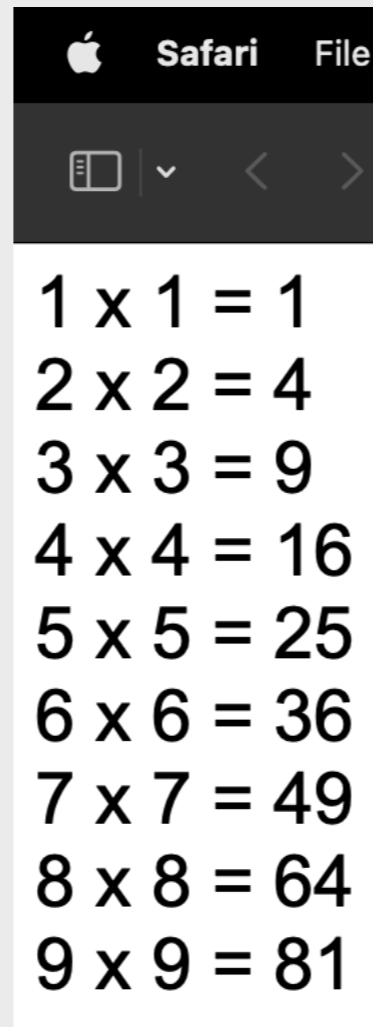 Safari File
1 x 1 = 1
2 x 2 = 4
3 x 3 = 9
4 x 4 = 16
5 x 5 = 25
6 x 6 = 36
7 x 7 = 49
8 x 8 = 64
9 x 9 = 81